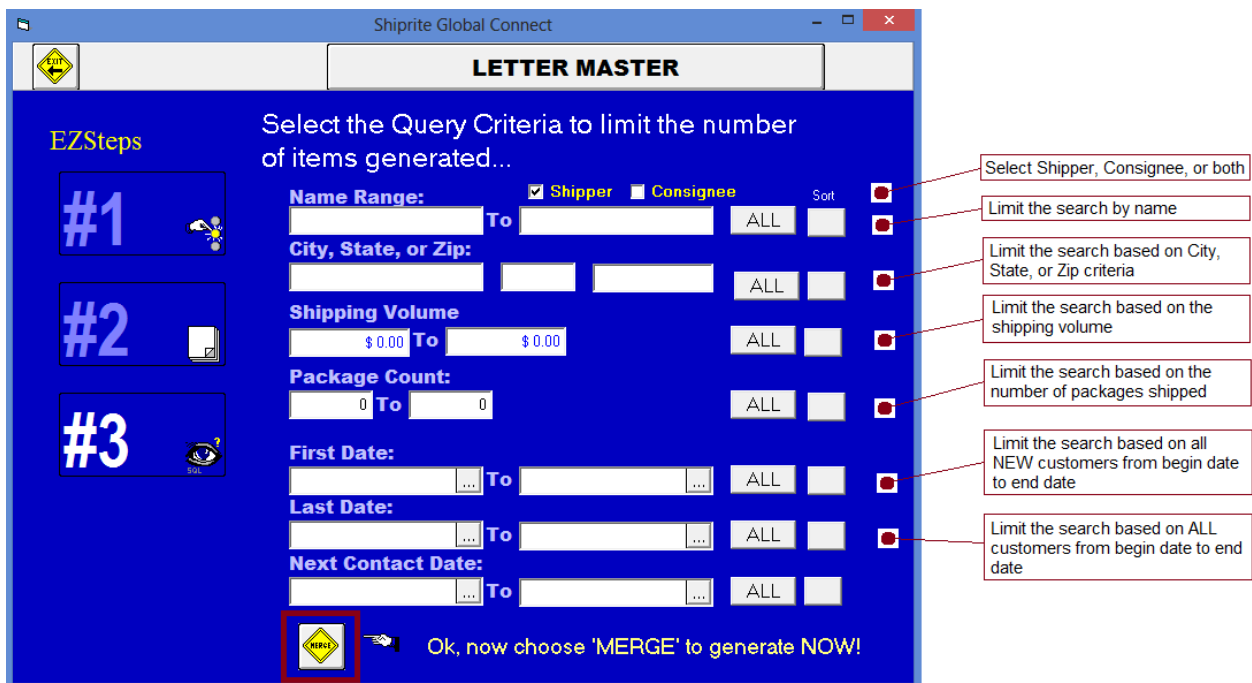 Shiprite Global Connect
EXIT
LETTER MASTER
EZSteps
#1
#2
#3
SQL
Select the Query Criteria to limit the number
of items generated...
Name Range:
Shipper
Consignee
Sort
To
ALL
City, State, or Zip:
ALL
Shipping Volume
$ 0.00 To $ 0.00
ALL
Package Count:
0 To 0
ALL
First Date:
... To ...
ALL
Last Date:
... To ...
ALL
Next Contact Date:
... To ...
ALL
MERGE
Ok, now choose 'MERGE' to generate NOW!
Select Shipper, Consignee, or both
Limit the search by name
Limit the search based on City,
State, or Zip criteria
Limit the search based on the
shipping volume
Limit the search based on the
number of packages shipped
Limit the search based on all
NEW customers from begin date
to end date
Limit the search based on ALL
customers from begin date to end
date